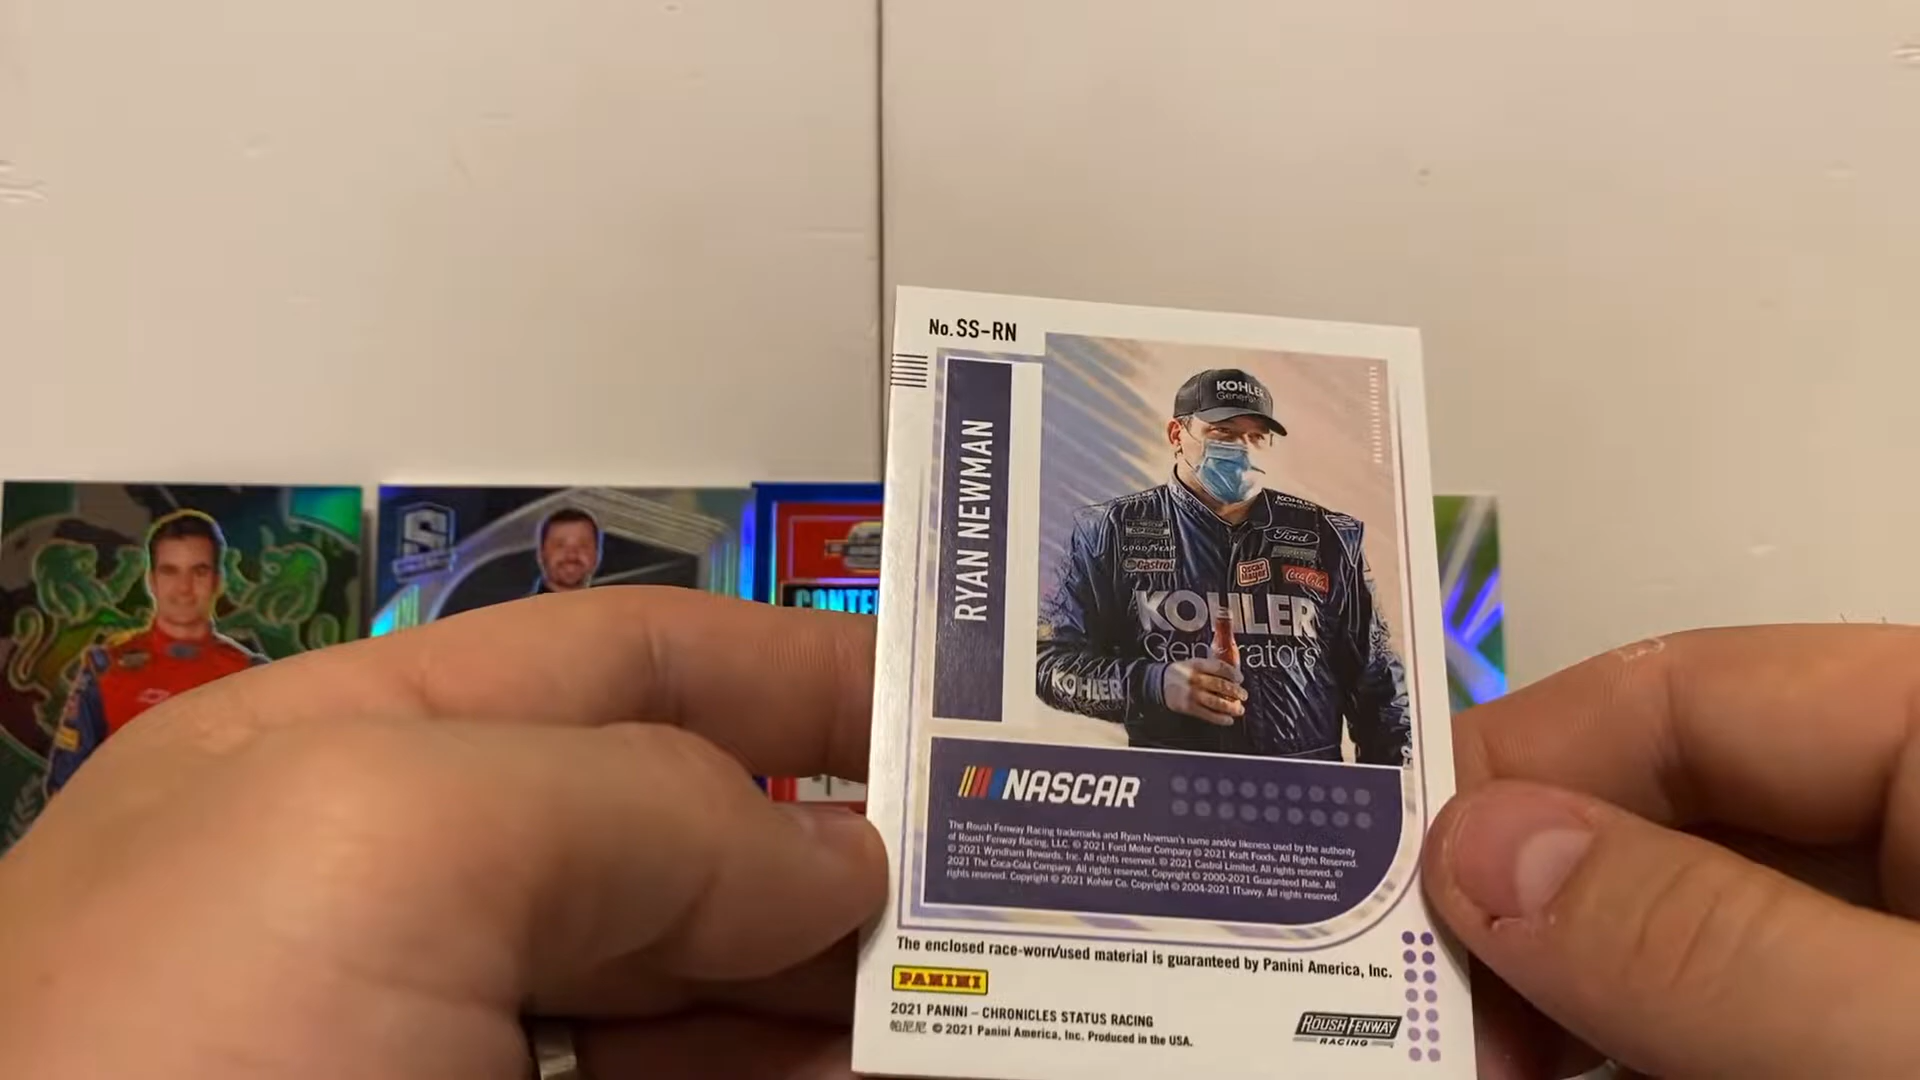 No. SS-RN
RYAN NEWMAN
KOHLER
Generators
Ford
GOODYEAR
Castrol
Oscar Mayer
Coca-Cola
KOHLER
Generators
KOHLER
NASCAR
The Roush Fenway Racing trademarks and Ryan Newman's name and/or likeness used by the authority
of Roush Fenway Racing, LLC. © 2021 Ford Motor Company © 2021 Kraft Foods. All Rights Reserved.
© 2021 Wyndham Rewards, Inc. All rights reserved. © 2021 Castrol Limited. All rights reserved. ©
2021 The Coca-Cola Company. All rights reserved. Copyright © 2000-2021 Guaranteed Rate. All
rights reserved. Copyright © 2021 Kohler Co. Copyright © 2004-2021 ITsavvy. All rights reserved.
The enclosed race-worn/used material is guaranteed by Panini America, Inc.
PANINI
2021 PANINI – CHRONICLES STATUS RACING
帕尼尼 © 2021 Panini America, Inc. Produced in the USA.
ROUSH FENWAY
RACING